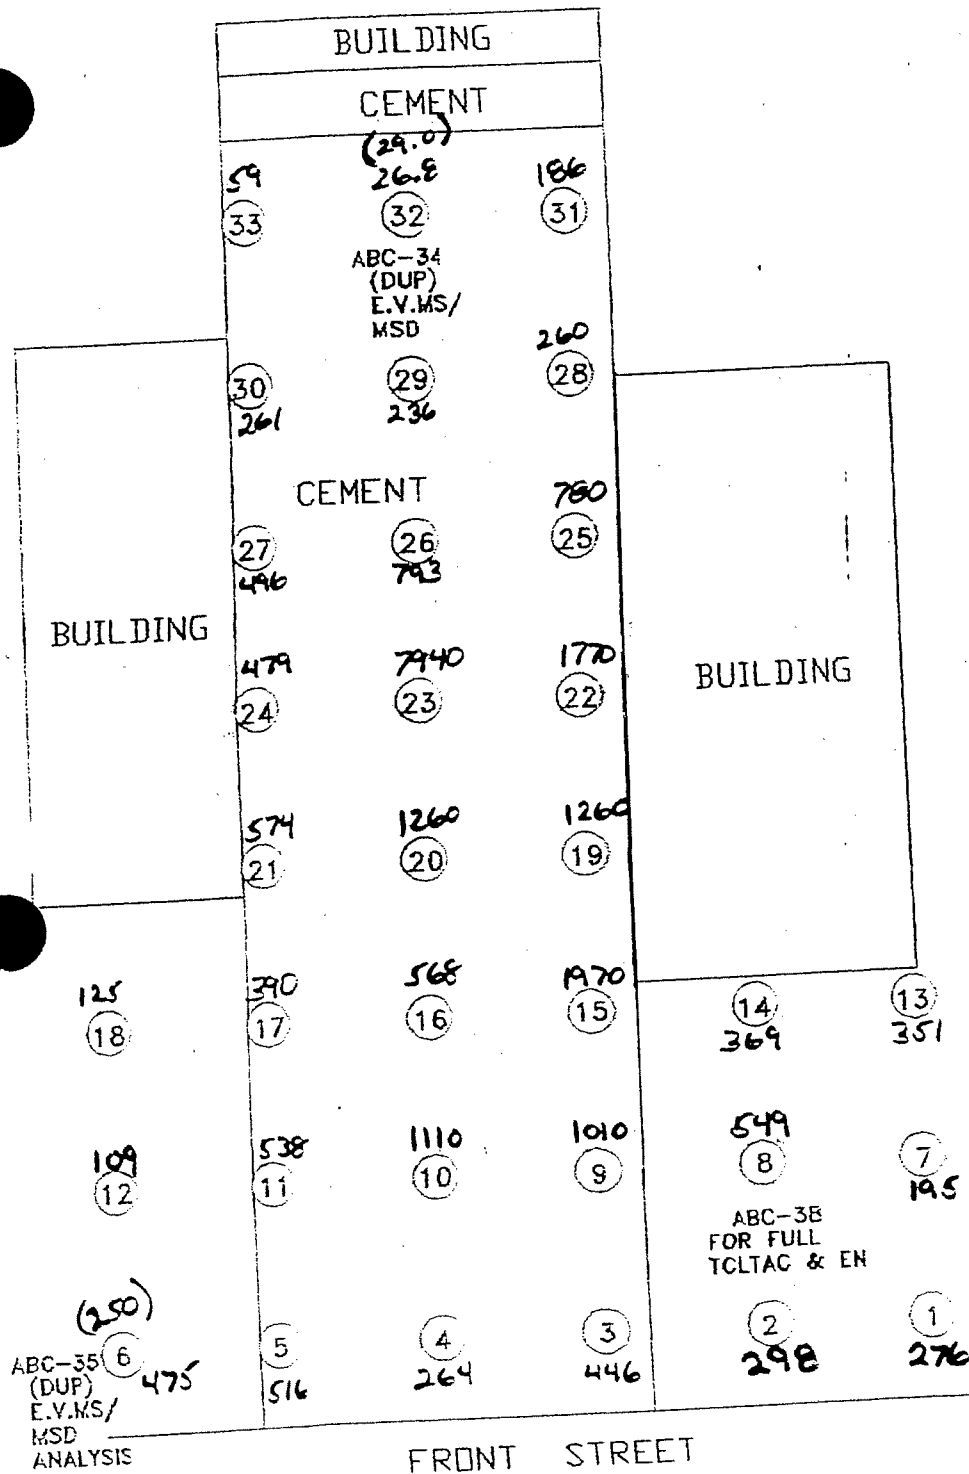 BUILDING
CEMENT
(29.0)
59 26.8 186
33 32 31
ABC-34
(DUP)
E.V.MS/
MSD
260
30 29 28
261 236
CEMENT 780
27 26 25
496 793
BUILDING
479 7940 1770
24 23 22
BUILDING
574 1260 1260
21 20 19
125 390 568 1970
18 17 16 15 14 13
369 351
109 538 1110 1010 549
12 11 10 9 8 7
195
ABC-38
FOR FULL
TCLTAC & EN
(250)
6 5 4 3 2 1
475 516 264 446 298 276
ABC-35
(DUP)
E.V.MS/
MSD
ANALYSIS
FRONT STREET